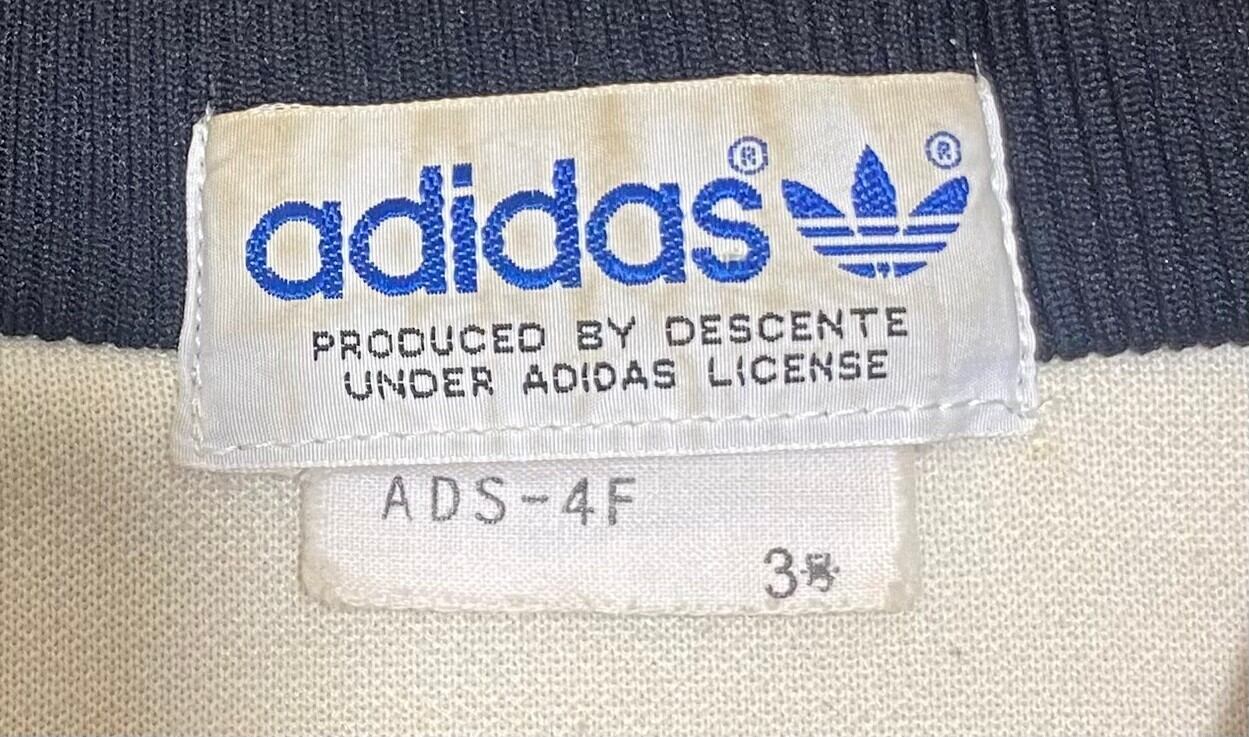 adidas®
®
PRODUCED BY DESCENTE
UNDER ADIDAS LICENSE
ADS-4F
3号